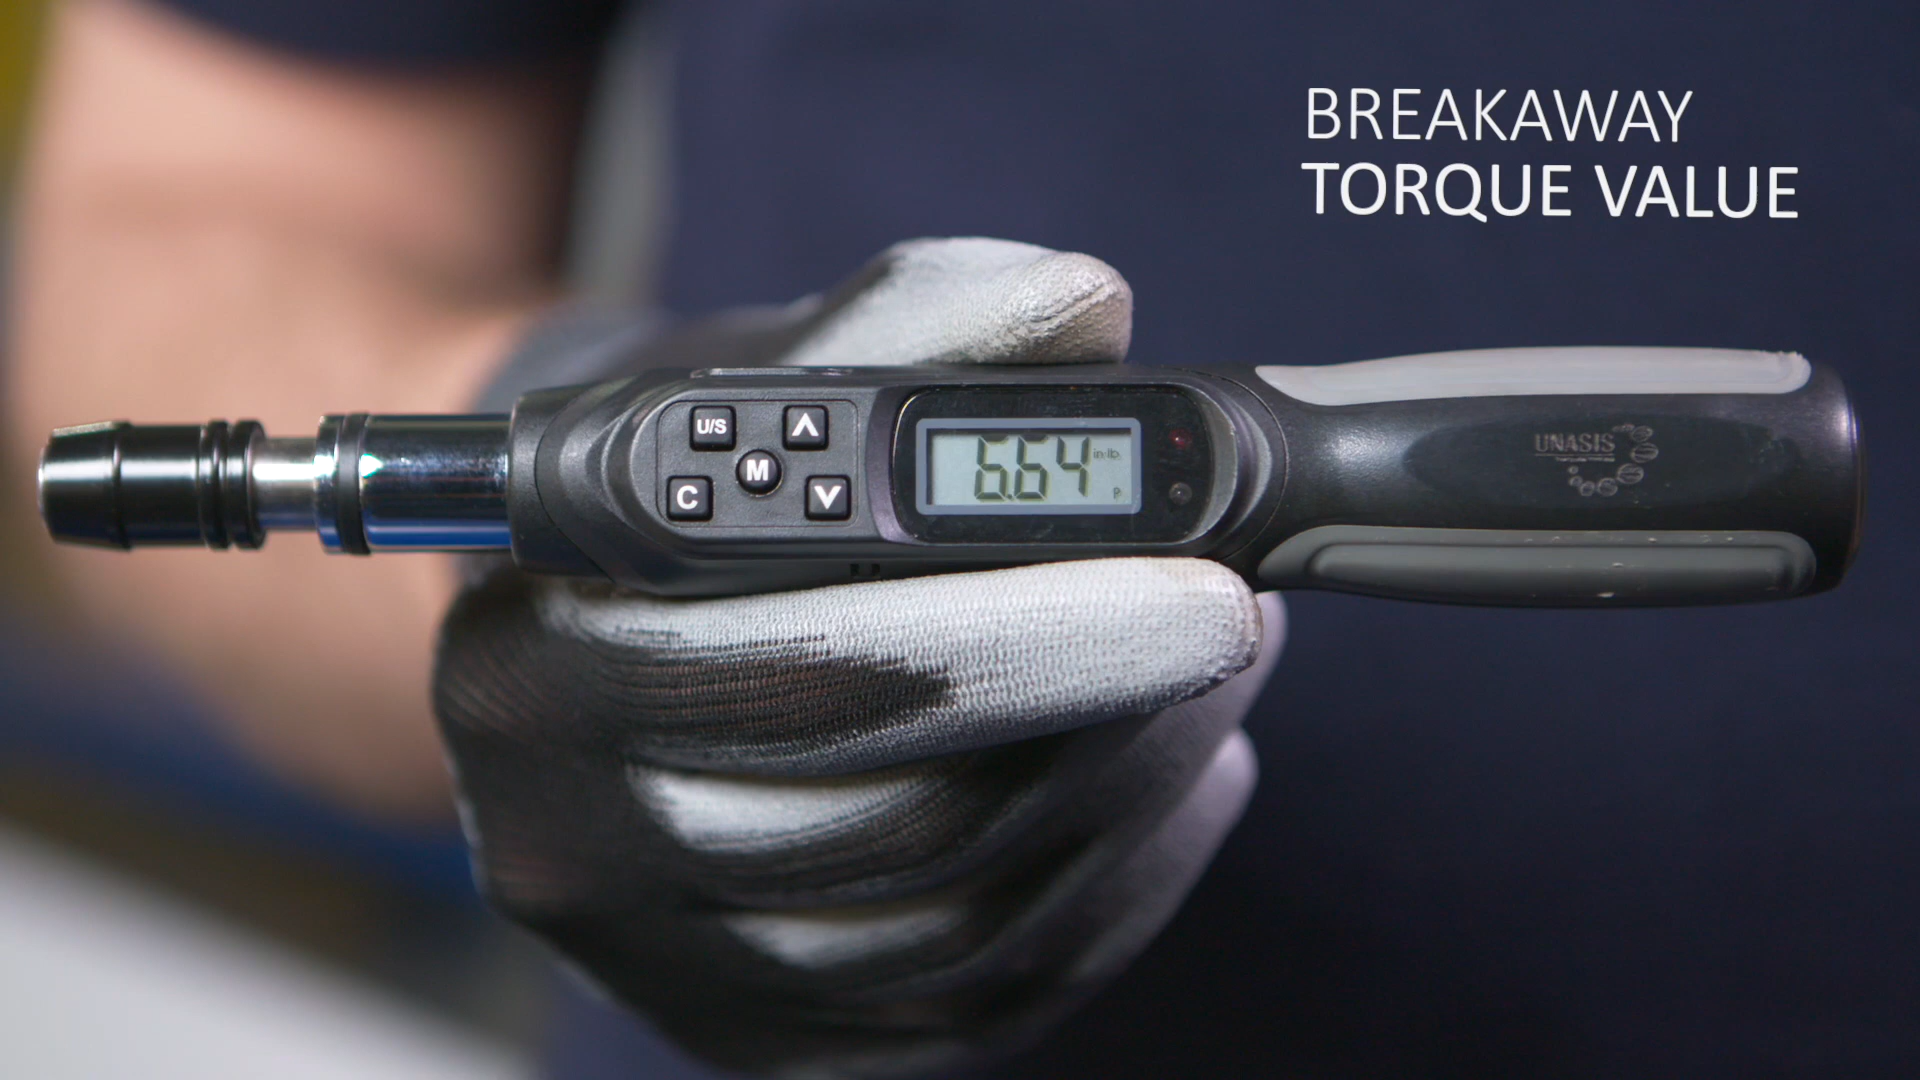 BREAKAWAY
TORQUE VALUE
U/S
M
C
6.64 in·lb
P
UNASIS